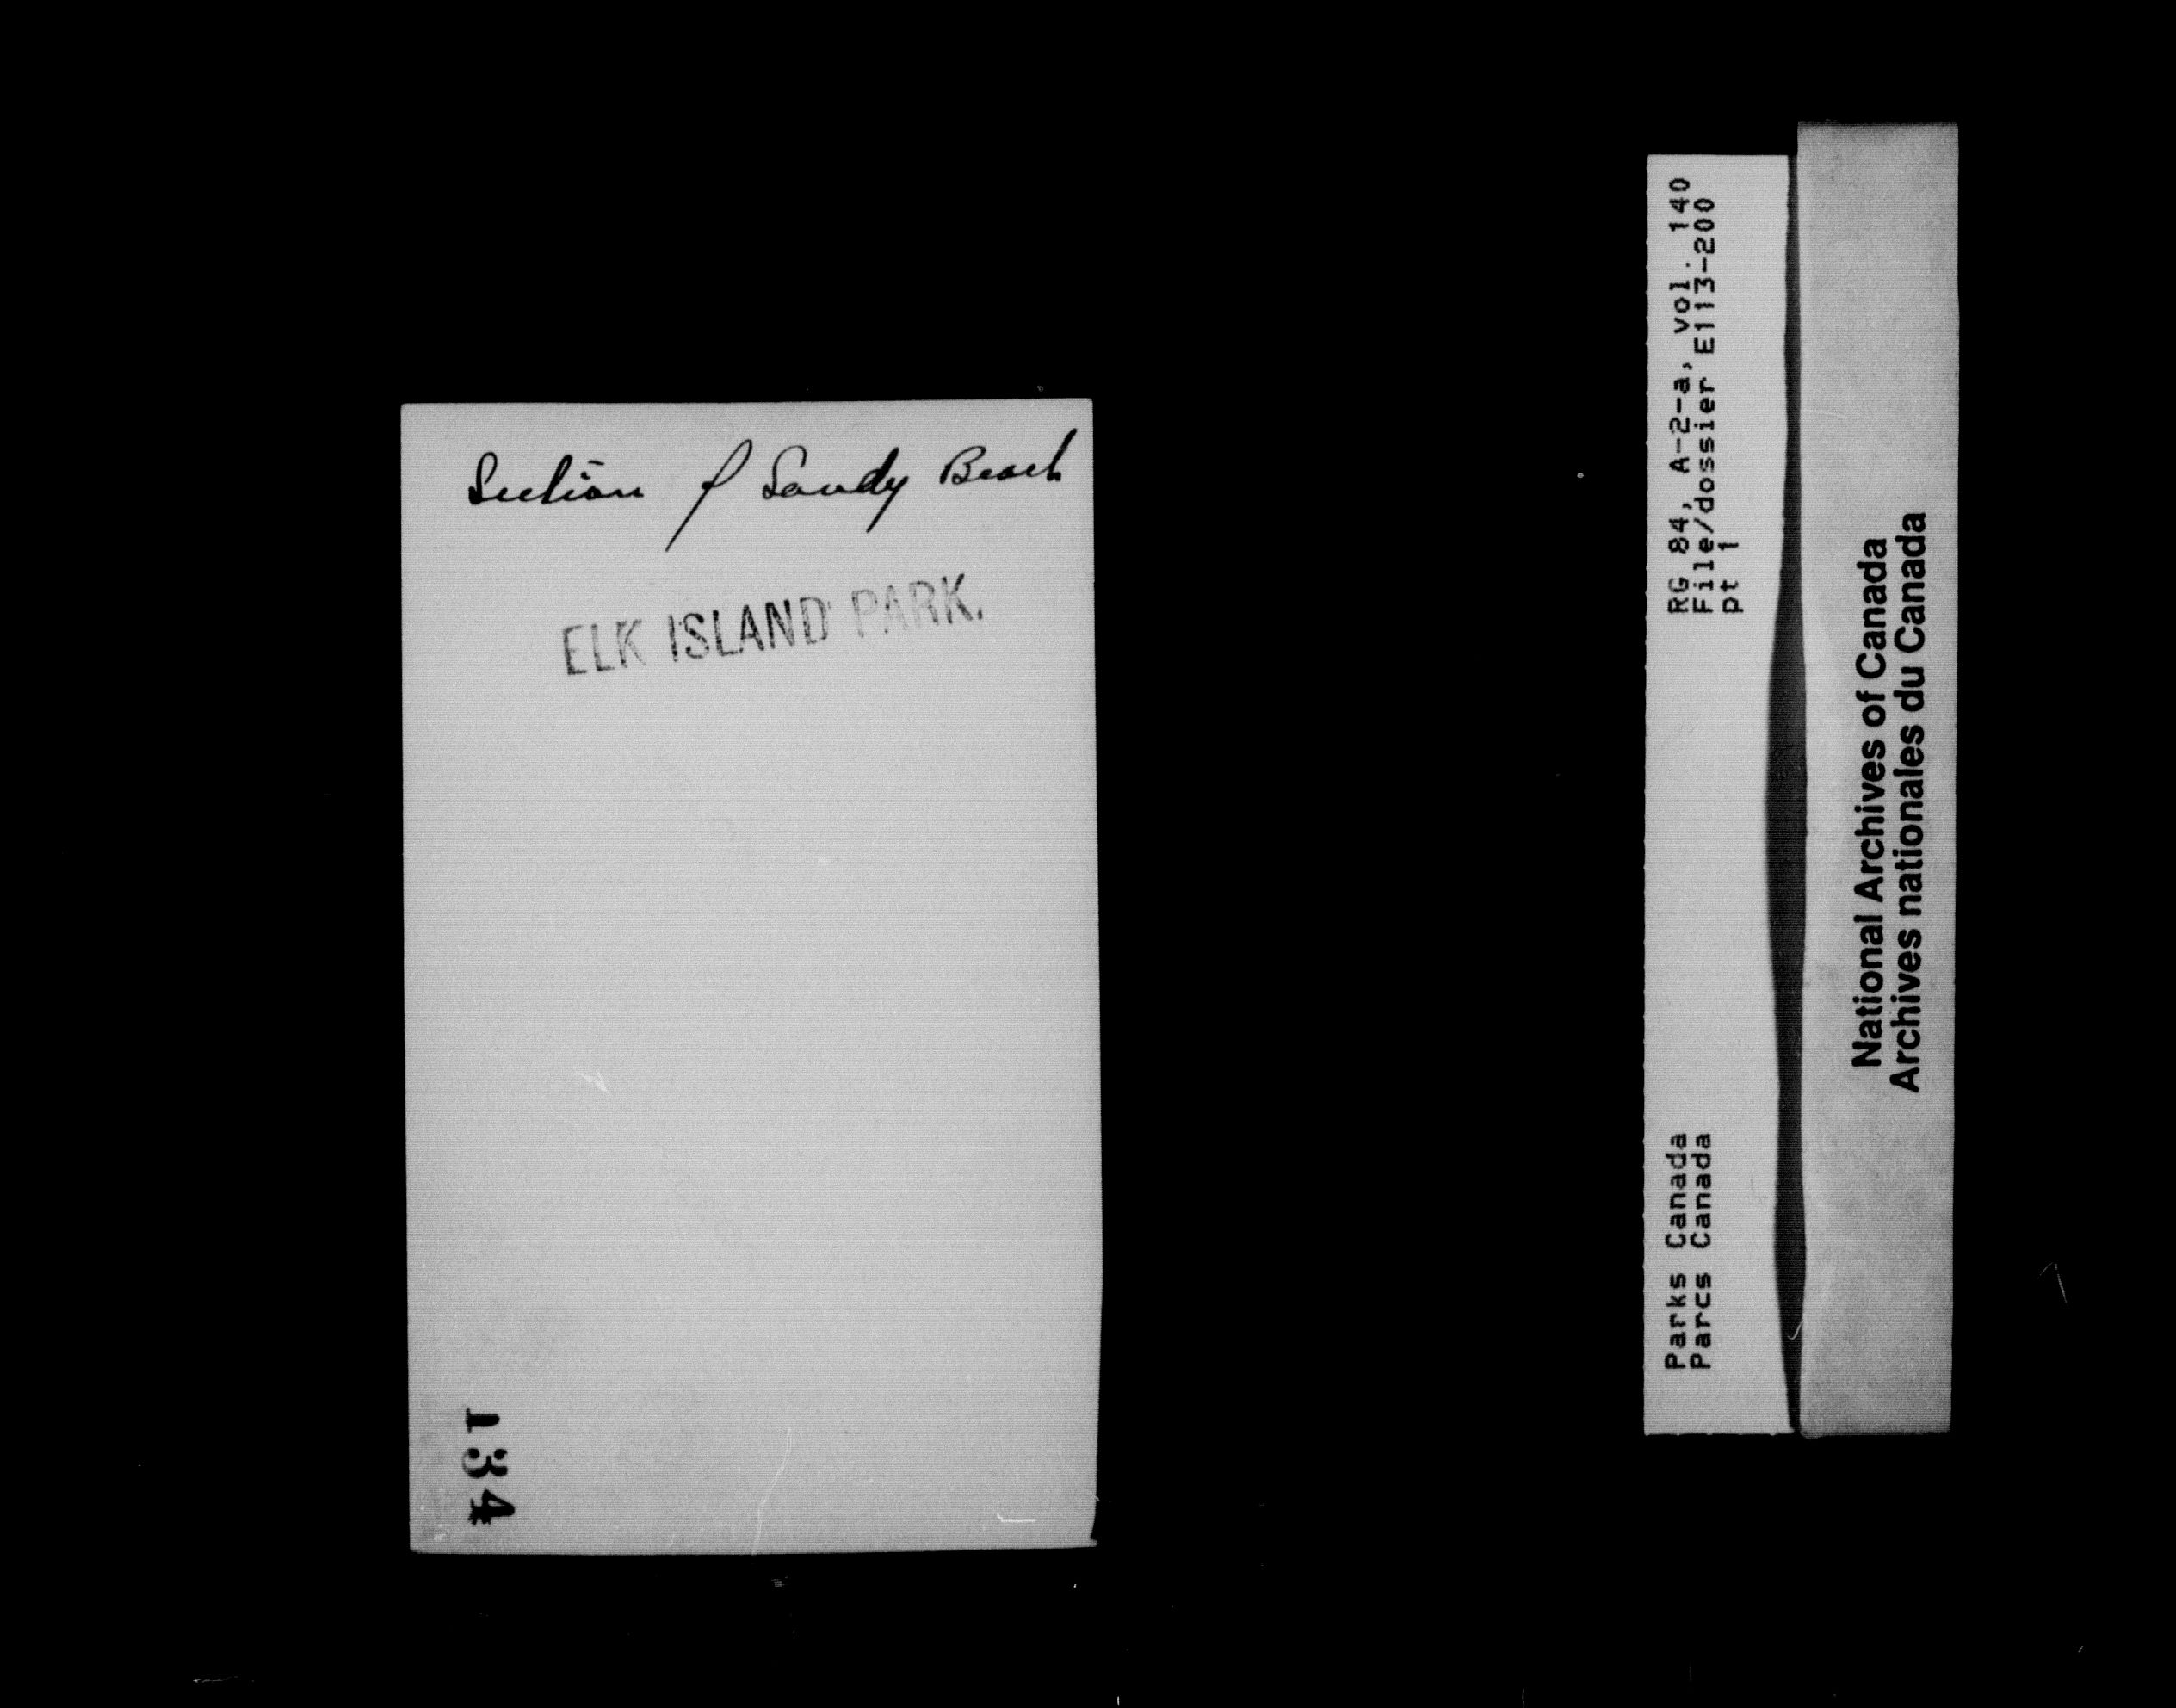 Section of Sandy Beach
ELK ISLAND PARK.
134
RG 84, A-2-a, vol. 140
File/dossier E113-200
pt 1
Parks Canada
Parcs Canada
National Archives of Canada
Archives nationales du Canada